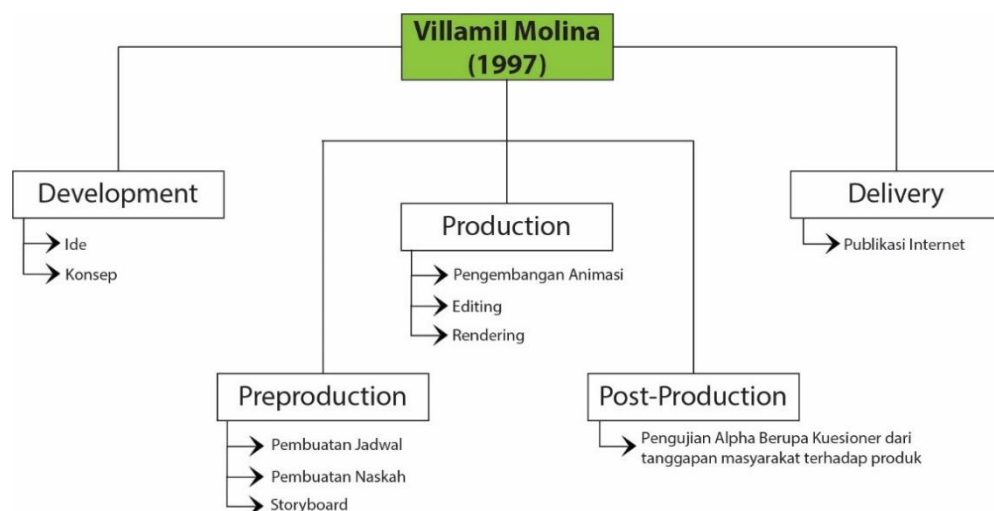 Villamil Molina
(1997)
Development
Ide
Konsep
Preproduction
Pembuatan Jadwal
Pembuatan Naskah
Storyboard
Production
Pengembangan Animasi
Editing
Rendering
Post-Production
Pengujian Alpha Berupa Kuesioner dari
tanggapan masyarakat terhadap produk
Delivery
Publikasi Internet